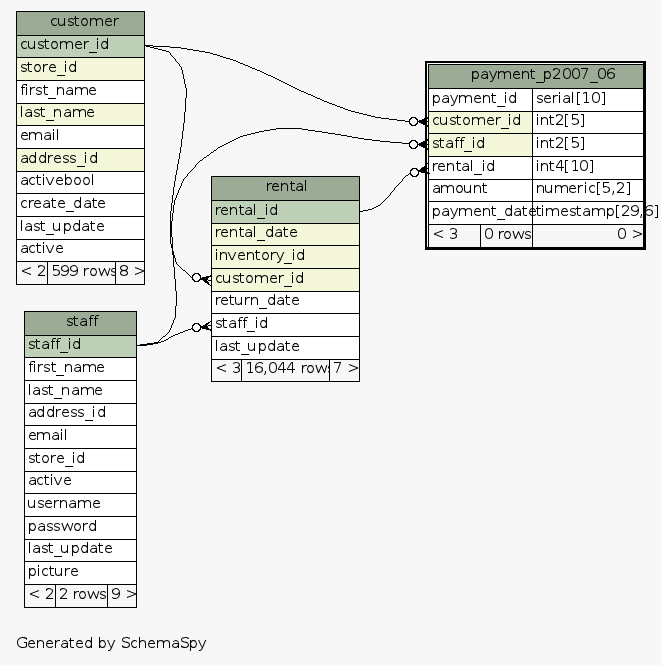 customer
customer_id
store_id
first_name
last_name
email
address_id
activebool
create_date
last_update
active
< 2 599 rows 8 >
payment_p2007_06
payment_id serial[10]
customer_id int2[5]
staff_id int2[5]
rental_id int4[10]
amount numeric[5,2]
payment_date timestamp[29,6]
< 3 0 rows 0 >
rental
rental_id
rental_date
inventory_id
customer_id
return_date
staff_id
last_update
< 3 16,044 rows 7 >
staff
staff_id
first_name
last_name
address_id
email
store_id
active
username
password
last_update
picture
< 2 2 rows 9 >
Generated by SchemaSpy